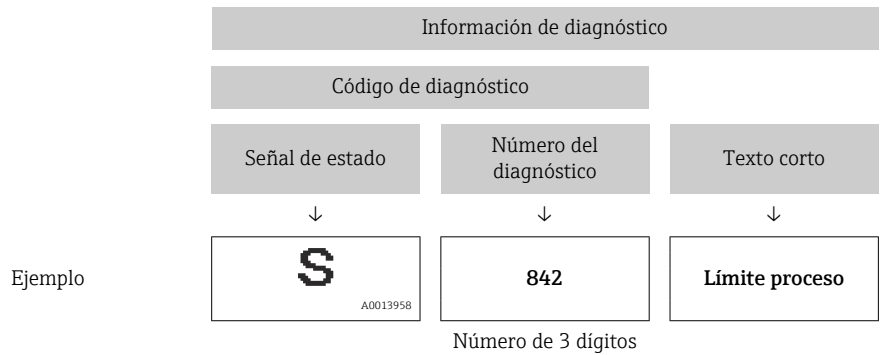 Información de diagnóstico
Código de diagnóstico
Señal de estado
Número del
diagnóstico
Texto corto
↓ ↓ ↓
Ejemplo
S
A0013958
842
Límite proceso
Número de 3 dígitos